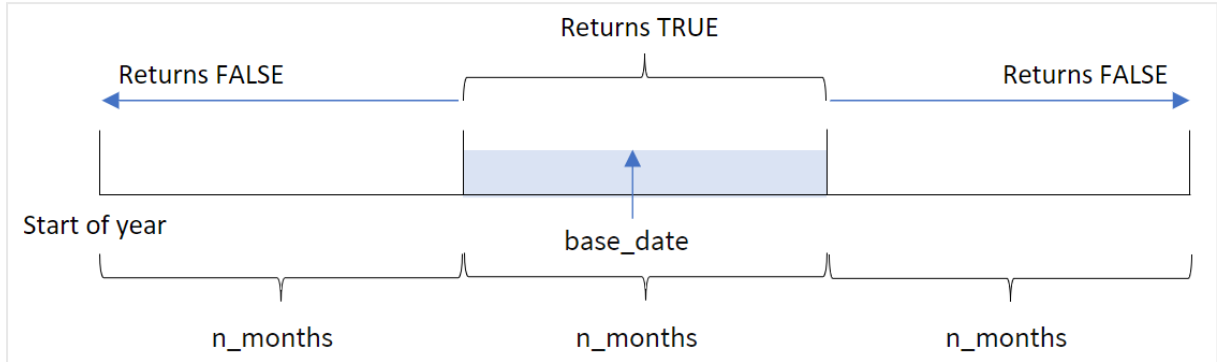 Returns TRUE
Returns FALSE
Returns FALSE
Start of year
base_date
n_months
n_months
n_months